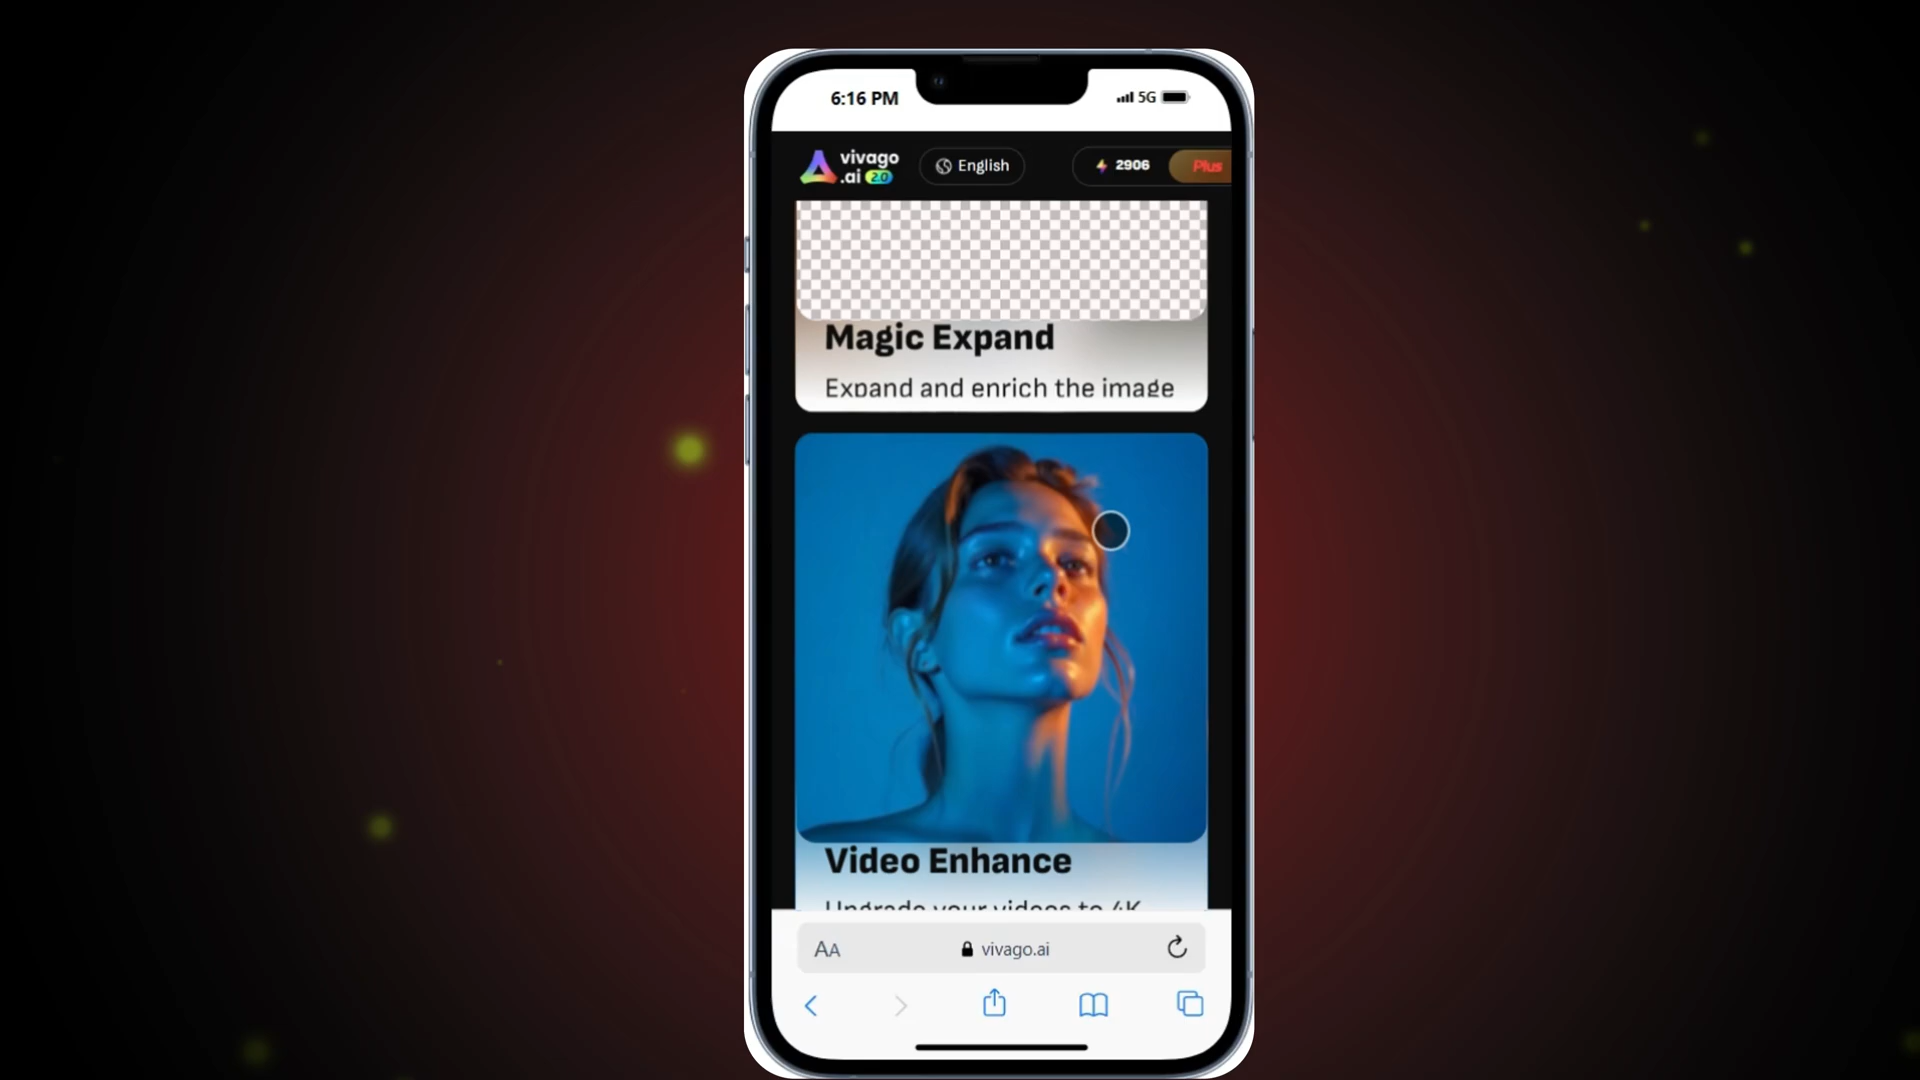 6:16 PM
5G
vivago
.ai 2.0
English
2906
Plus
Magic Expand
Expand and enrich the image
Video Enhance
Upgrade your videos to 4K
AA
vivago.ai